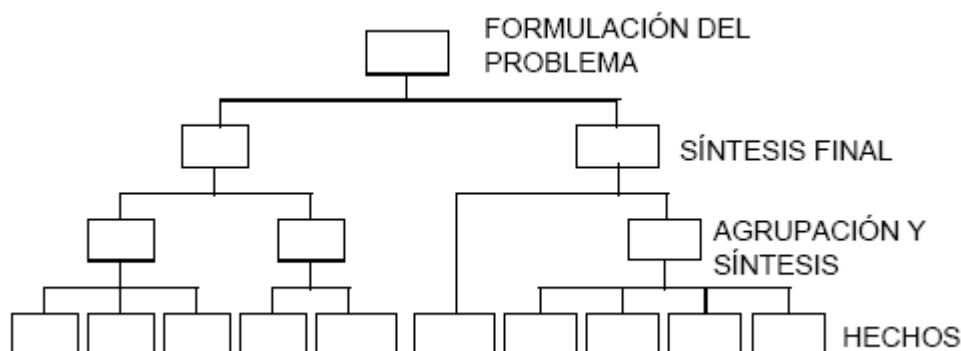 FORMULACIÓN DEL
PROBLEMA
SÍNTESIS FINAL
AGRUPACIÓN Y
SÍNTESIS
HECHOS